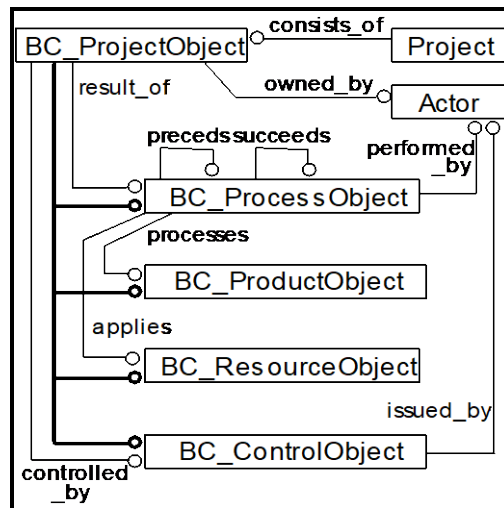 consists_of
BC_ProjectObject
Project
result_of
owned_by
Actor
precedssucceeds
performed
_by
BC_ProcessObject
processes
BC_ProductObject
applies
BC_ResourceObject
issued_by
BC_ControlObject
controlled
_by